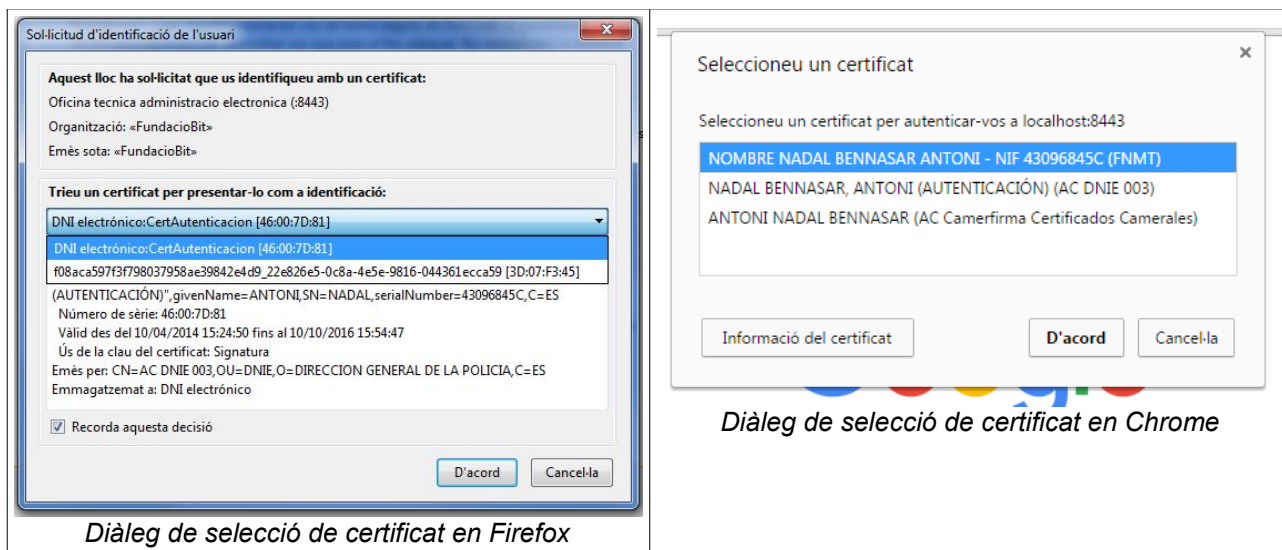 Sol·licitud d'identificació de l'usuari
Aquest lloc ha sol·licitat que us identifiqueu amb un certificat:
Oficina tecnica administracio electronica (:8443)
Organització: «FundacioBit»
Emès sota: «FundacioBit»
Trieu un certificat per presentar-lo com a identificació:
DNI electrónico:CertAutenticacion [46:00:7D:81]
DNI electrónico:CertAutenticacion [46:00:7D:81]
f08aca597f3f798037958ae39842e4d9_22e826e5-0c8a-4e5e-9816-044361ecca59 [3D:07:F3:45]
(AUTENTICACIÓN)",givenName=ANTONI,SN=NADAL,serialNumber=43096845C,C=ES
Número de sèrie: 46:00:7D:81
Vàlid des del 10/04/2014 15:24:50 fins al 10/10/2016 15:54:47
Ús de la clau del certificat: Signatura
Emès per: CN=AC DNIE 003,OU=DNIE,O=DIRECCION GENERAL DE LA POLICIA,C=ES
Emmagatzemat a: DNI electrónico
Recorda aquesta decisió
D'acord
Cancel·la
Diàleg de selecció de certificat en Firefox
Seleccioneu un certificat
Seleccioneu un certificat per autenticar-vos a localhost:8443
NOMBRE NADAL BENNASAR ANTONI - NIF 43096845C (FNMT)
NADAL BENNASAR, ANTONI (AUTENTICACIÓN) (AC DNIE 003)
ANTONI NADAL BENNASAR (AC Camerfirma Certificados Camerales)
Informació del certificat
D'acord
Cancel·la
Diàleg de selecció de certificat en Chrome